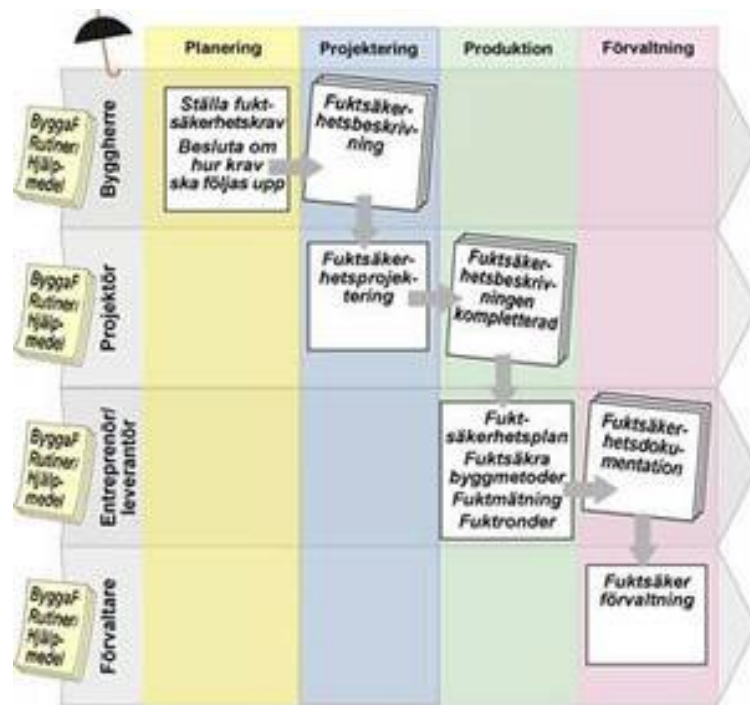 Planering
Projektering
Produktion
Förvaltning
ByggaF
Rutiner/
Hjälp-
medel
Byggherre
Ställa fukt-
säkerhetskrav
Besluta om
hur krav
ska följas upp
Fuktsäker-
hetsbeskriv-
ning
ByggaF
Rutiner/
Hjälp-
medel
Projektör
Fuktsäker-
hetsprojek-
tering
Fuktsäker-
hetsbeskriv-
ningen
kompletterad
ByggaF
Rutiner/
Hjälp-
medel
Entreprenör/
leverantör
Fukt-
säkerhetsplan
Fuktsäkra
byggmetoder
Fuktmätning
Fuktronder
Fuktsäker-
hetsdoku-
mentation
ByggaF
Rutiner/
Hjälp-
medel
Förvaltare
Fuktsäker
förvaltning